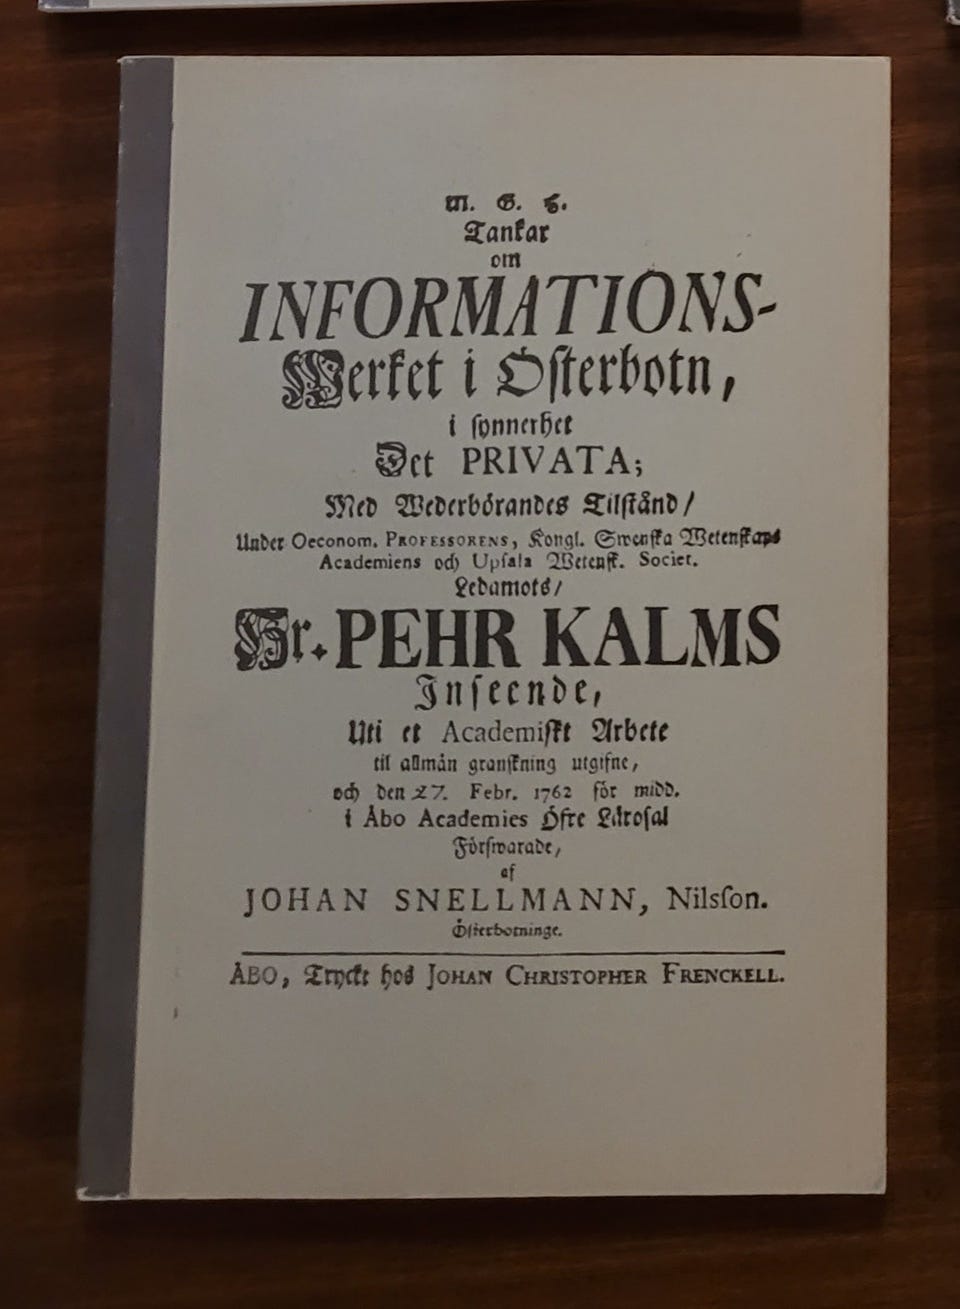 M. G. H.
Tankar
om
INFORMATIONS-
Werket i Österbotn,
i synnerhet
Det PRIVATA;
Med Wederbörandes Tilstånd/
Under Oeconom. PROFESSORENS, Kongl. Swenska Wetenskaps
Academiens och Upsala Wetensk. Societ.
Ledamots/
Hr. PEHR KALMS
Inseende,
Uti et Academiskt Arbete
til allmån granskning utgifne,
och den 27. Febr. 1762 för midd.
i Åbo Academies Öfre Lårosal
Förswarade,
af
JOHAN SNELLMANN, Nilsson.
Österbotninge.
ÅBO, Tryckt hos JOHAN CHRISTOPHER FRENCKELL.